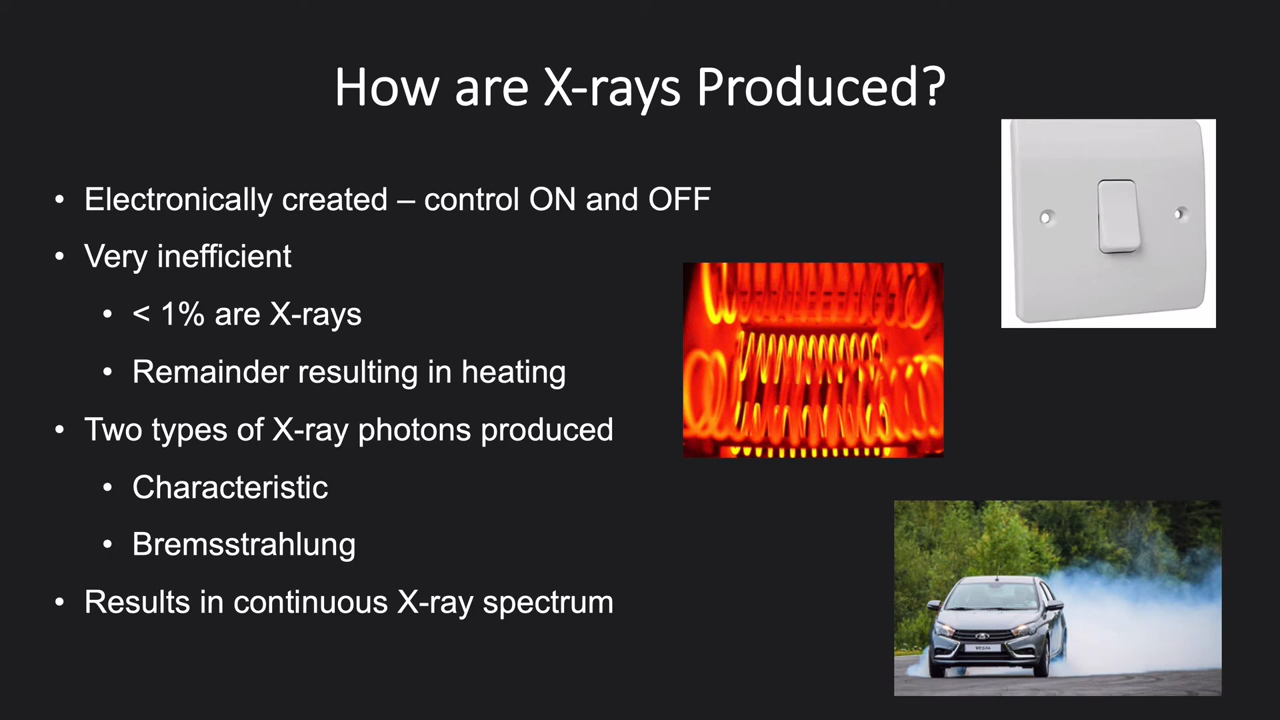 How are X-rays Produced?
• Electronically created – control ON and OFF
• Very inefficient
• < 1% are X-rays
• Remainder resulting in heating
• Two types of X-ray photons produced
• Characteristic
• Bremsstrahlung
• Results in continuous X-ray spectrum